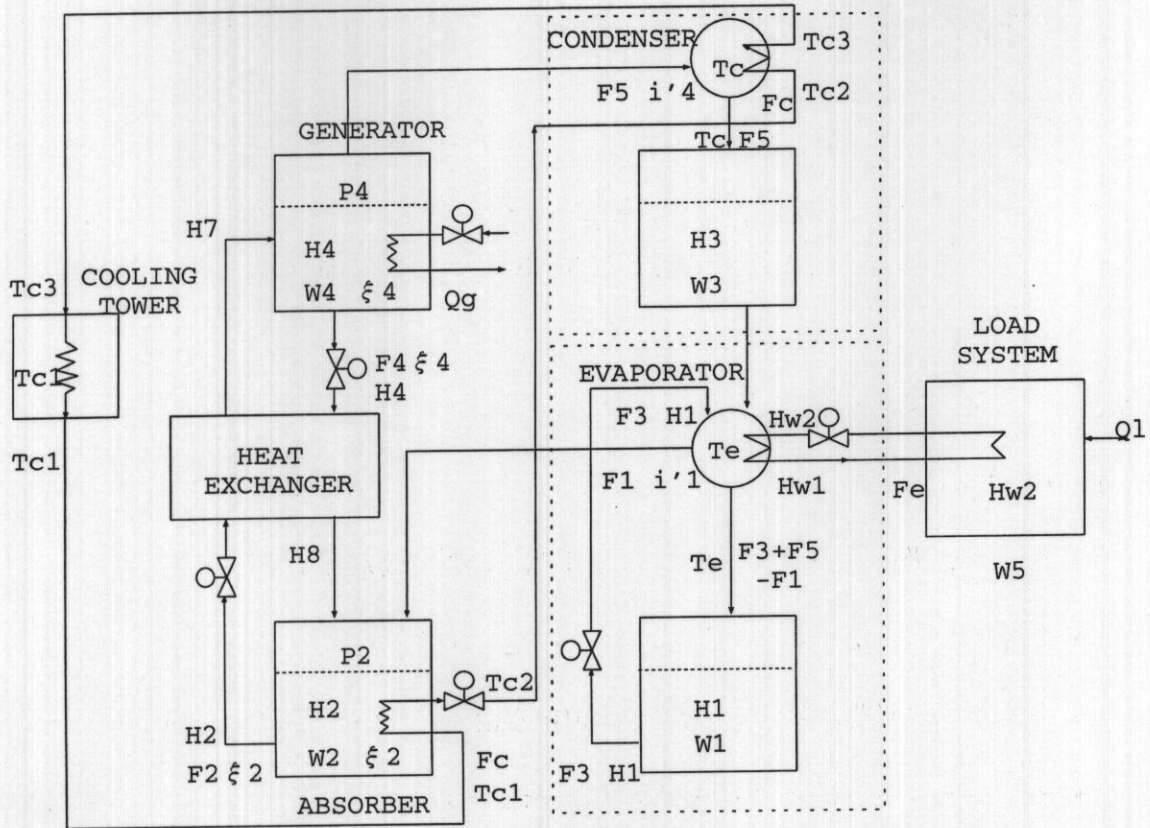 CONDENSER
Tc3
Tc
Tc2
F5 i'4
Fc
GENERATOR
Tc F5
P4
H7
H4
H3
W4 ξ4
W3
Qg
COOLING
TOWER
Tc3
Tc1
Tc1
F4 ξ4
H4
LOAD
SYSTEM
EVAPORATOR
F3 H1
Hw2
Te
Ql
HEAT
EXCHANGER
F1 i'1
Hw1
Fe
Hw2
H8
Te
F3+F5
-F1
W5
P2
Tc2
H2
H1
H2
W2 ξ2
W1
F2 ξ2
Fc
Tc1
F3 H1
ABSORBER